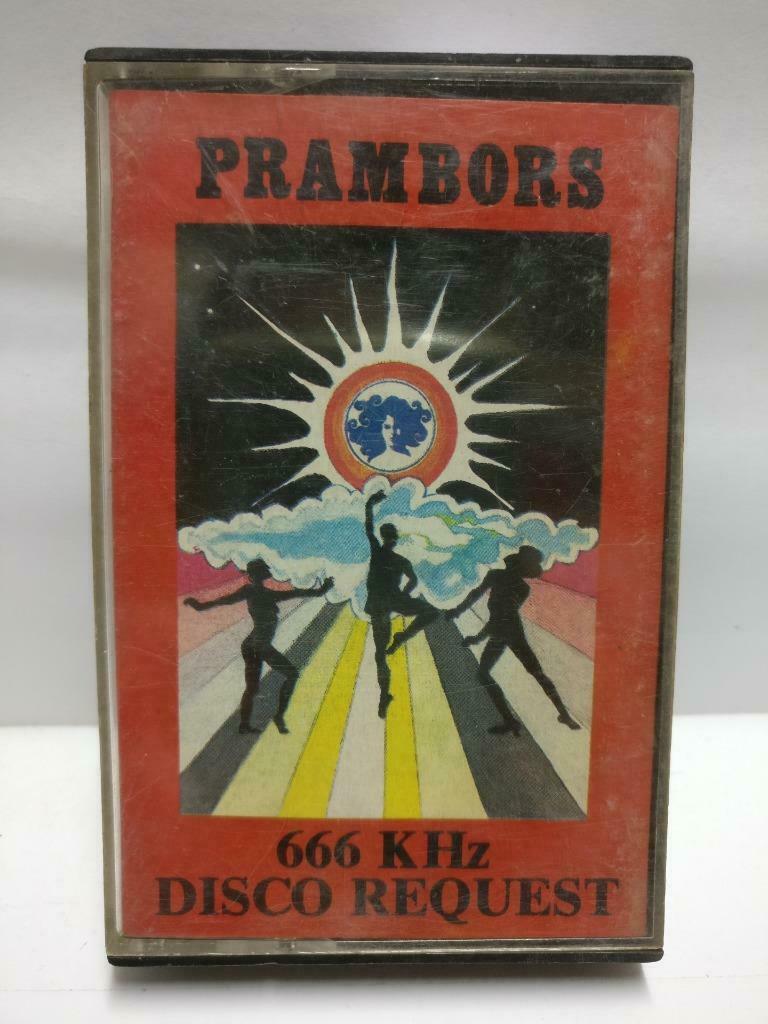 PRAMBORS
666 KHz
DISCO REQUEST